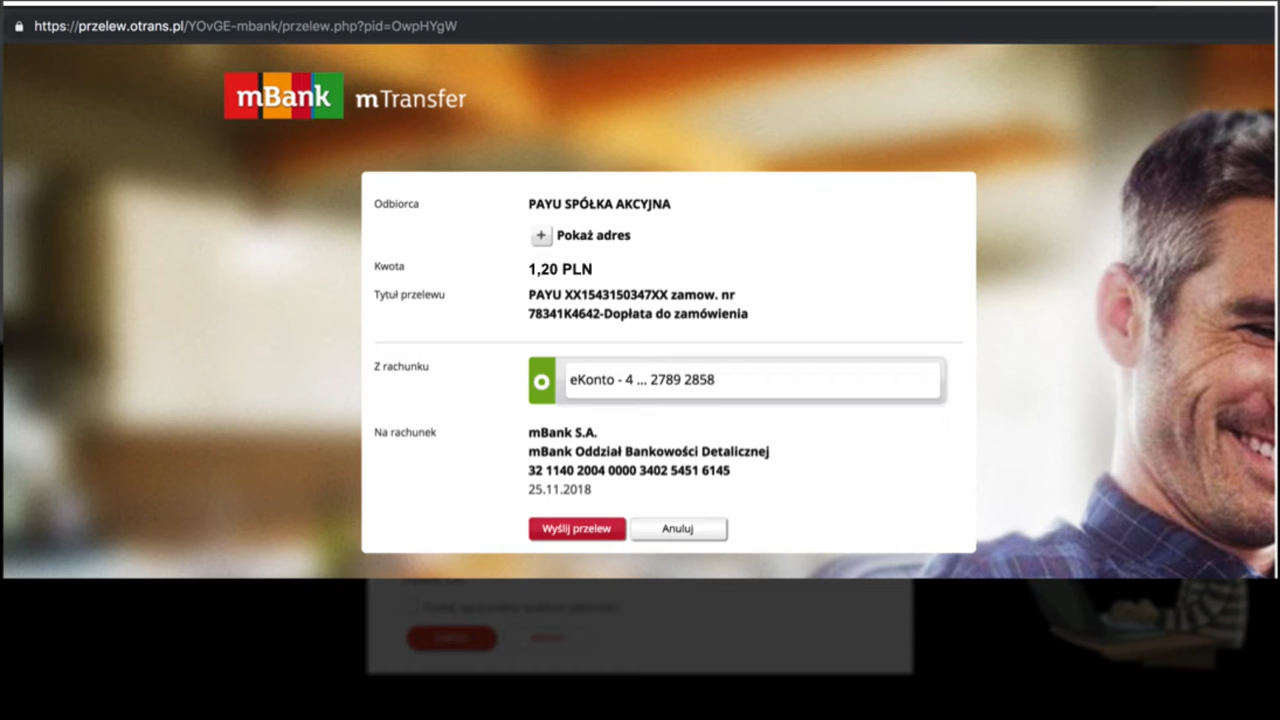 https://przelew.otrans.pl/YOvGE-mbank/przelew.php?pid=OwpHYgW
mBank mTransfer
Odbiorca PAYU SPÓŁKA AKCYJNA
+ Pokaż adres
Kwota 1,20 PLN
Tytuł przelewu PAYU XX1543150347XX zamow. nr
78341K4642-Dopłata do zamówienia
Z rachunku eKonto - 4 ... 2789 2858
Na rachunek mBank S.A.
mBank Oddział Bankowości Detalicznej
32 1140 2004 0000 3402 5451 6145
25.11.2018
Wyślij przelew Anuluj